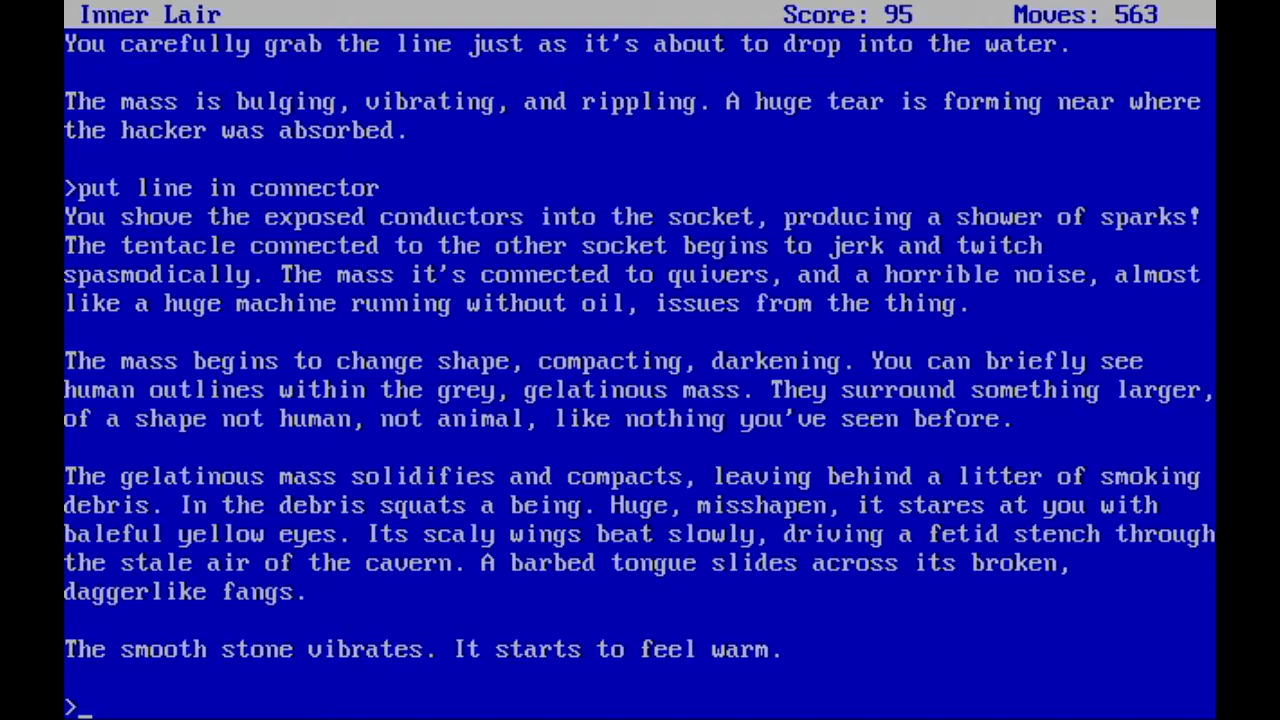 Inner Lair Score: 95 Moves: 563
You carefully grab the line just as it's about to drop into the water.
The mass is bulging, vibrating, and rippling. A huge tear is forming near where
the hacker was absorbed.
>put line in connector
You shove the exposed conductors into the socket, producing a shower of sparks!
The tentacle connected to the other socket begins to jerk and twitch
spasmodically. The mass it's connected to quivers, and a horrible noise, almost
like a huge machine running without oil, issues from the thing.
The mass begins to change shape, compacting, darkening. You can briefly see
human outlines within the grey, gelatinous mass. They surround something larger,
of a shape not human, not animal, like nothing you've seen before.
The gelatinous mass solidifies and compacts, leaving behind a litter of smoking
debris. In the debris squats a being. Huge, misshapen, it stares at you with
baleful yellow eyes. Its scaly wings beat slowly, driving a fetid stench through
the stale air of the cavern. A barbed tongue slides across its broken,
daggerlike fangs.
The smooth stone vibrates. It starts to feel warm.
>_